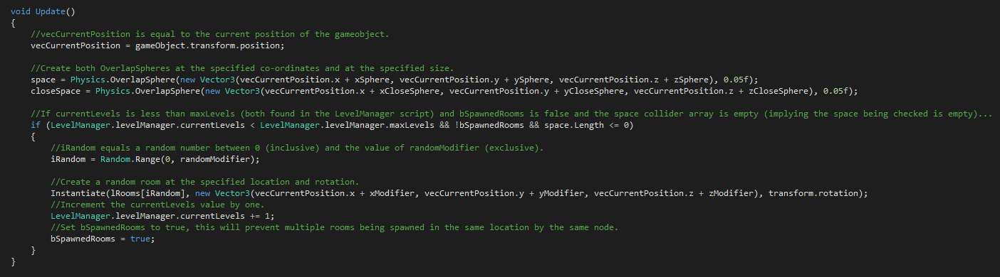 void Update()
{
//vecCurrentPosition is equal to the current position of the gameobject.
vecCurrentPosition = gameObject.transform.position;
//Create both OverlapSpheres at the specified co-ordinates and at the specified size.
space = Physics.OverlapSphere(new Vector3(vecCurrentPosition.x + xSphere, vecCurrentPosition.y + ySphere, vecCurrentPosition.z + zSphere), 0.05f);
closeSpace = Physics.OverlapSphere(new Vector3(vecCurrentPosition.x + xCloseSphere, vecCurrentPosition.y + yCloseSphere, vecCurrentPosition.z + zCloseSphere), 0.05f);
//If currentLevels is less than maxLevels (both found in the LevelManager script) and bSpawnedRooms is false and the space collider array is empty (implying the space being checked is empty)...
if (LevelManager.levelManager.currentLevels < LevelManager.levelManager.maxLevels && !bSpawnedRooms && space.Length <= 0)
{
//iRandom equals a random number between 0 (inclusive) and the value of randomModifier (exclusive).
iRandom = Random.Range(0, randomModifier);
//Create a random room at the specified location and rotation.
Instantiate(lRooms[iRandom], new Vector3(vecCurrentPosition.x + xModifier, vecCurrentPosition.y + yModifier, vecCurrentPosition.z + zModifier), transform.rotation);
//Increment the currentLevels value by one.
LevelManager.levelManager.currentLevels += 1;
//Set bSpawnedRooms to true, this will prevent multiple rooms being spawned in the same location by the same node.
bSpawnedRooms = true;
}
}